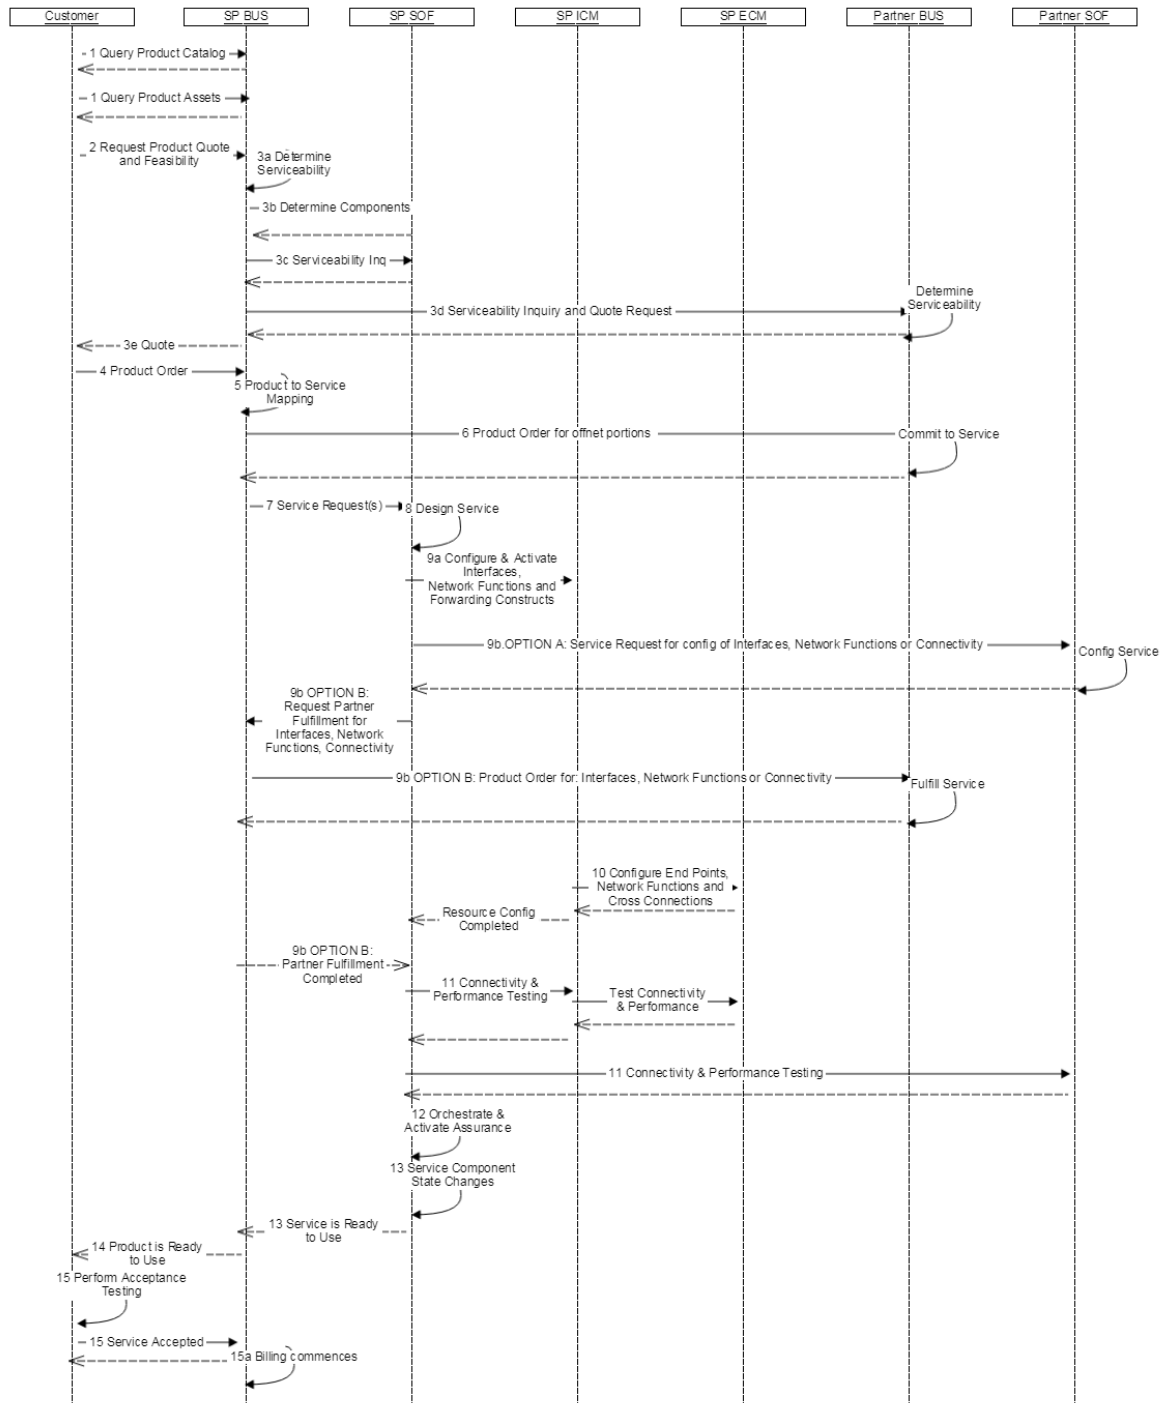 Customer
SP BUS
SP SOF
SP ICM
SP ECM
Partner BUS
Partner SOF
1 Query Product Catalog
1 Query Product Assets
2 Request Product Quote
and Feasibility
3a Determine
Serviceability
3b Determine Components
3c Serviceability Inq
Determine
Serviceability
3d Serviceability Inquiry and Quote Request
3e Quote
4 Product Order
5 Product to Service
Mapping
6 Product Order for offnet portions
Commit to Service
7 Service Request(s)
8 Design Service
9a Configure & Activate
Interfaces,
Network Functions and
Forwarding Constructs
9b.OPTION A: Service Request for config of Interfaces, Network Functions or Connectivity
Config Service
9b OPTION B:
Request Partner
Fulfillment for
Interfaces, Network
Functions, Connectivity
9b OPTION B: Product Order for: Interfaces, Network Functions or Connectivity
Fulfill Service
10 Configure End Points,
Network Functions and
Cross Connections
Resource Config
Completed
9b OPTION B:
Partner Fulfillment
Completed
11 Connectivity &
Performance Testing
Test Connectivity
& Performance
11 Connectivity & Performance Testing
12 Orchestrate &
Activate Assurance
13 Service Component
State Changes
13 Service is Ready
to Use
14 Product is Ready
to Use
15 Perform Acceptance
Testing
15 Service Accepted
15a Billing commences